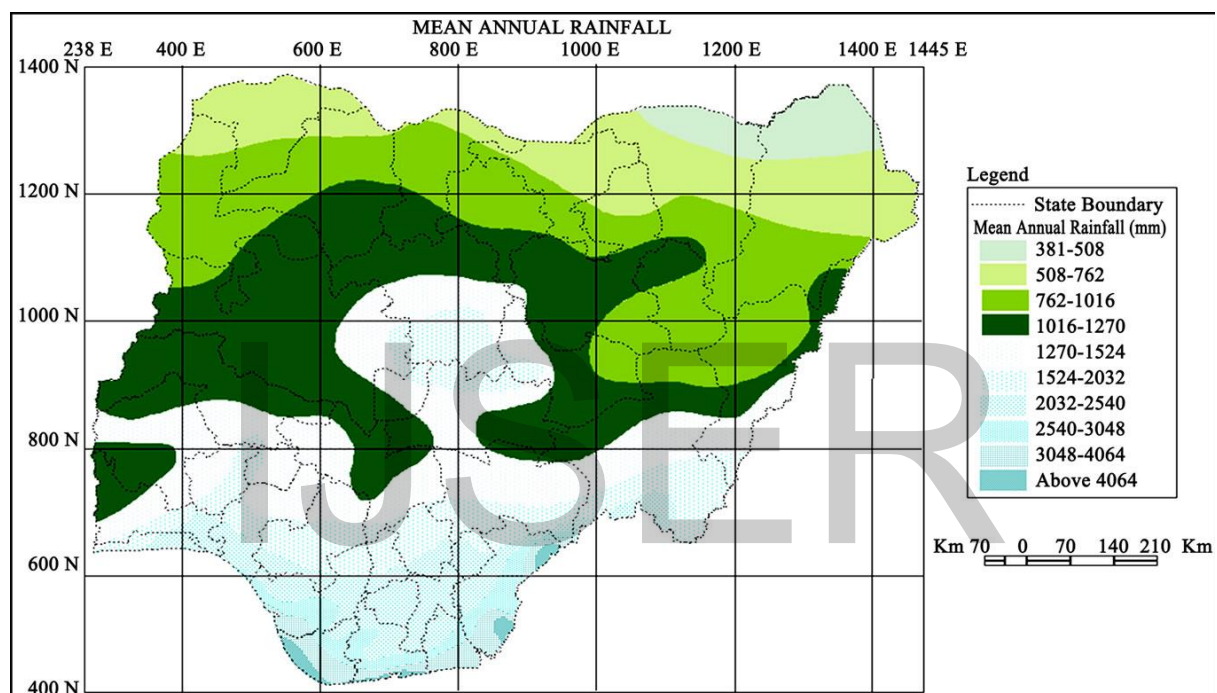 MEAN ANNUAL RAINFALL
238 E 400 E 600 E 800 E 1000 E 1200 E 1400 E 1445 E
1400 N
1200 N
1000 N
800 N
600 N
400 N
Legend
State Boundary
Mean Annual Rainfall (mm)
381-508
508-762
762-1016
1016-1270
1270-1524
1524-2032
2032-2540
2540-3048
3048-4064
Above 4064
Km 70 0 70 140 210 Km
IJSER